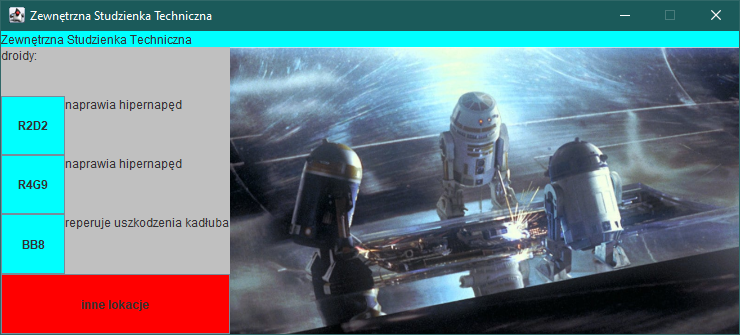 Zewnętrzna Studzienka Techniczna
Zewnętrzna Studzienka Techniczna
droidy:
R2D2
naprawia hipernapęd
R4G9
naprawia hipernapęd
BB8
reperuje uszkodzenia kadłuba
inne lokacje